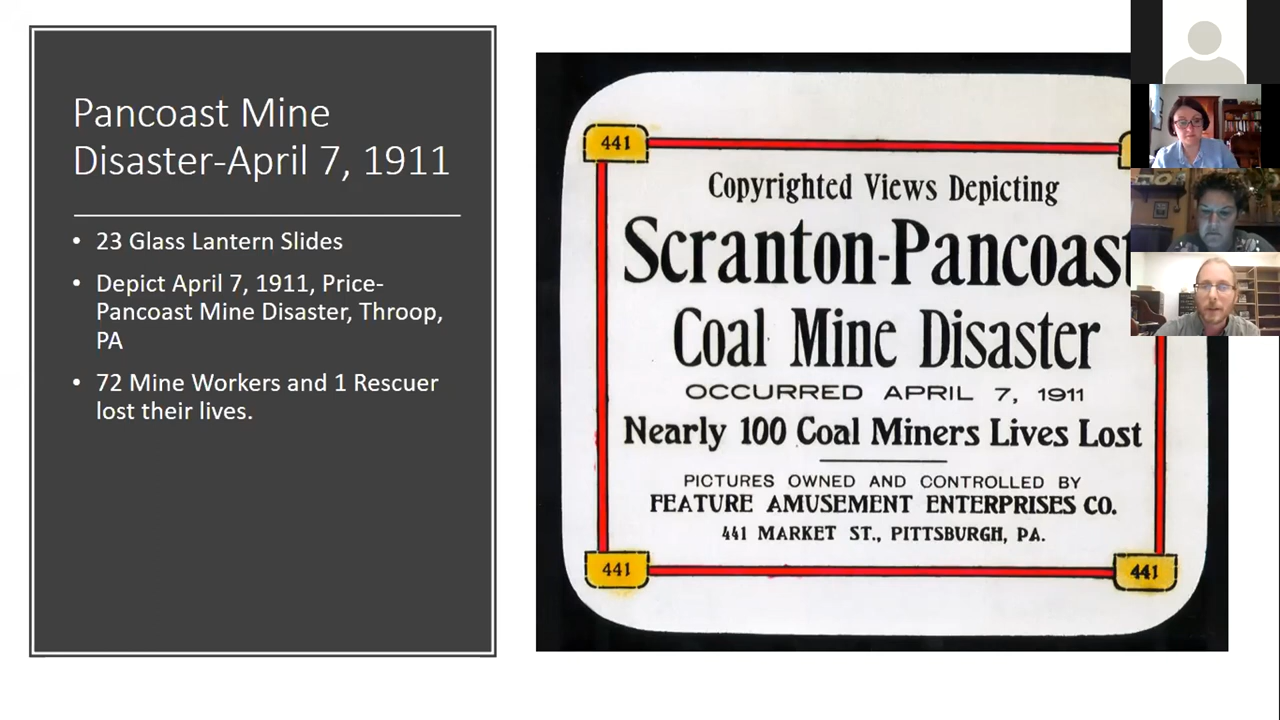 Pancoast Mine
Disaster-April 7, 1911
• 23 Glass Lantern Slides
• Depict April 7, 1911, Price-
Pancoast Mine Disaster, Throop,
PA
• 72 Mine Workers and 1 Rescuer
lost their lives.
441
Copyrighted Views Depicting
Scranton-Pancoast
Coal Mine Disaster
OCCURRED APRIL 7, 1911
Nearly 100 Coal Miners Lives Lost
PICTURES OWNED AND CONTROLLED BY
FEATURE AMUSEMENT ENTERPRISES CO.
441 MARKET ST., PITTSBURGH, PA.
441
441